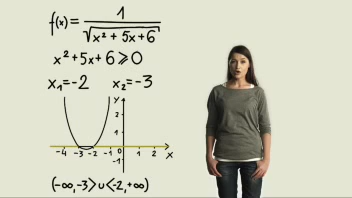 f(x) = 1/√(x² + 5x + 6)
x² + 5x + 6 ⩾ 0
x₁=-2 x₂=-3
y
2
1
-4 -3 -2 -1 0 1 2 x
-1
(-∞,-3> ∪ <-2,+∞)